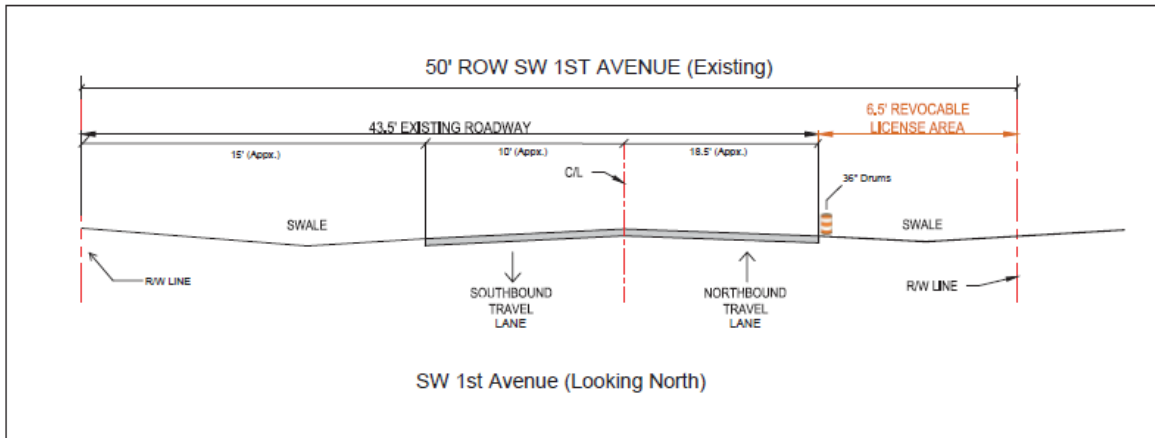 50' ROW SW 1ST AVENUE (Existing)
6.5' REVOCABLE
LICENSE AREA
43.5' EXISTING ROADWAY
15' (Appx.)
10' (Appx.)
18.5' (Appx.)
C/L
36" Drums
SWALE
SWALE
R/W LINE
SOUTHBOUND
TRAVEL
LANE
NORTHBOUND
TRAVEL
LANE
R/W LINE
SW 1st Avenue (Looking North)